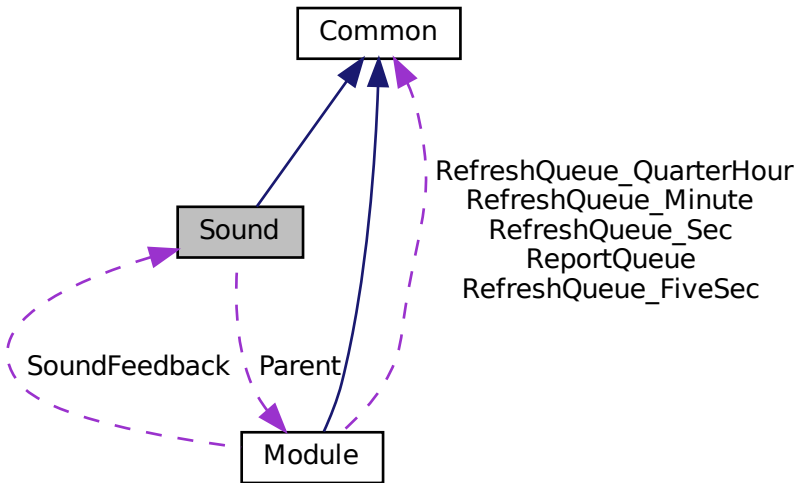 Common
RefreshQueue_QuarterHour
RefreshQueue_Minute
RefreshQueue_Sec
ReportQueue
RefreshQueue_FiveSec
Sound
SoundFeedback
Parent
Module